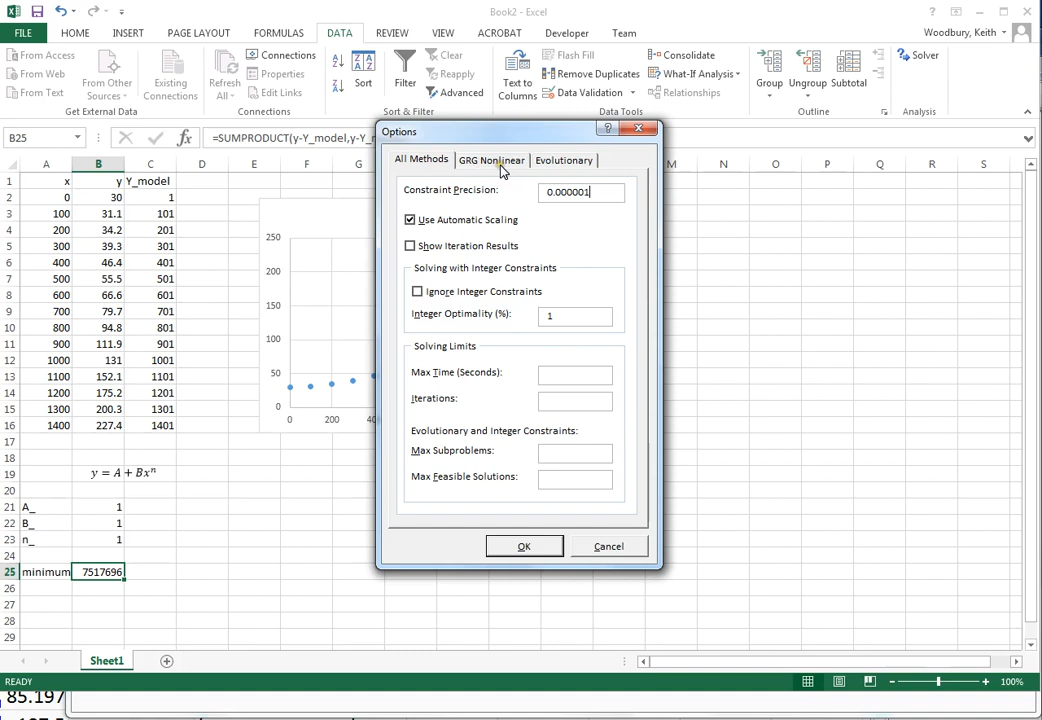 Book2 - Excel
FILE HOME INSERT PAGE LAYOUT FORMULAS DATA REVIEW VIEW ACROBAT Developer Team Woodbury, Keith
From Access
From Web
From Text
From Other Sources
Existing Connections
Get External Data
Refresh All
Connections
Properties
Edit Links
Connections
Sort
Filter
Clear
Reapply
Advanced
Sort & Filter
Text to Columns
Flash Fill
Remove Duplicates
Data Validation
Consolidate
What-If Analysis
Relationships
Data Tools
Group
Ungroup
Subtotal
Outline
Solver
Analysis
B25 fx =SUMPRODUCT(y-Y_model,y-Y_m
A B C D E F G M N O P Q R S
1 x y Y_model
2 0 30 1
3 100 31.1 101
4 200 34.2 201
5 300 39.3 301
6 400 46.4 401
7 500 55.5 501
8 600 66.6 601
9 700 79.7 701
10 800 94.8 801
11 900 111.9 901
12 1000 131 1001
13 1100 152.1 1101
14 1200 175.2 1201
15 1300 200.3 1301
16 1400 227.4 1401
17
18
19 y = A + Bxⁿ
20
21 A_ 1
22 B_ 1
23 n_ 1
24
25 minimum 7517696
26
27
28
29
250
200
150
100
50
0
0 200
Options
All Methods GRG Nonlinear Evolutionary
Constraint Precision: 0.000001
Use Automatic Scaling
Show Iteration Results
Solving with Integer Constraints
Ignore Integer Constraints
Integer Optimality (%): 1
Solving Limits
Max Time (Seconds):
Iterations:
Evolutionary and Integer Constraints:
Max Subproblems:
Max Feasible Solutions:
OK Cancel
Sheet1
READY 100%
85.197